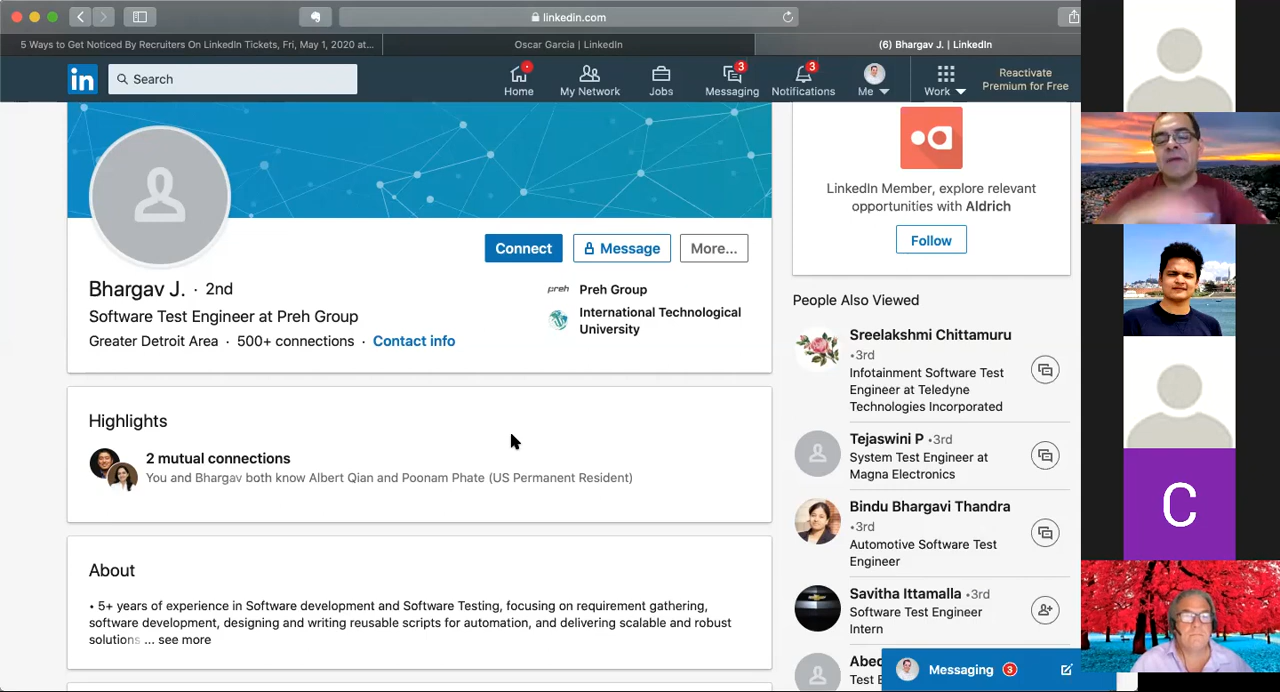 linkedin.com
5 Ways to Get Noticed By Recruiters On LinkedIn Tickets, Fri, May 1, 2020 at...
Oscar Garcia | LinkedIn
(6) Bhargav J. | LinkedIn
in
Search
3
3
Home
My Network
Jobs
Messaging
Notifications
Me
Work
Reactivate
Premium for Free
a
LinkedIn Member, explore relevant
opportunities with Aldrich
Follow
Connect
Message
More...
Bhargav J. · 2nd
Software Test Engineer at Preh Group
Greater Detroit Area · 500+ connections · Contact info
preh
Preh Group
International Technological
University
Highlights
2 mutual connections
You and Bhargav both know Albert Qian and Poonam Phate (US Permanent Resident)
About
• 5+ years of experience in Software development and Software Testing, focusing on requirement gathering,
software development, designing and writing reusable scripts for automation, and delivering scalable and robust
solutions ... see more
People Also Viewed
Sreelakshmi Chittamuru
•3rd
Infotainment Software Test
Engineer at Teledyne
Technologies Incorporated
Tejaswini P •3rd
System Test Engineer at
Magna Electronics
Bindu Bhargavi Thandra
•3rd
Automotive Software Test
Engineer
Savitha Ittamalla •3rd
Software Test Engineer
Intern
Abed
Test E
Messaging 3
C